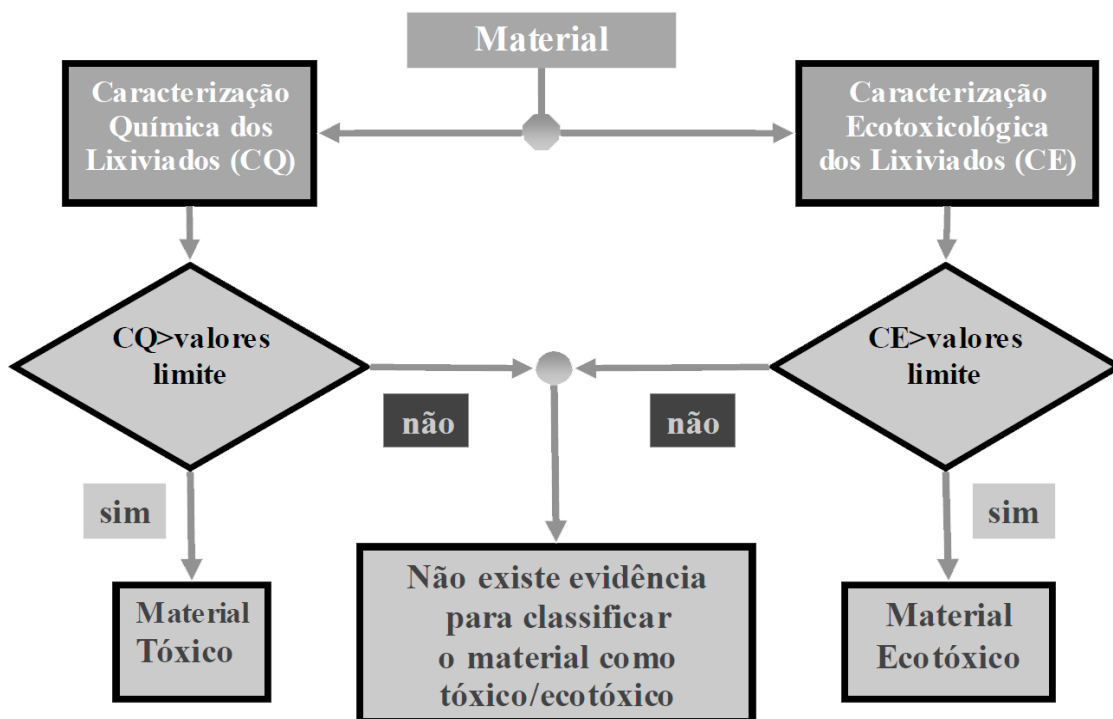 Material
Caracterização
Química dos
Lixiviados (CQ)
Caracterização
Ecotoxicológica
dos Lixiviados (CE)
CQ>valores
limite
CE>valores
limite
não
não
sim
sim
Material
Tóxico
Não existe evidência
para classificar
o material como
tóxico/ecotóxico
Material
Ecotóxico